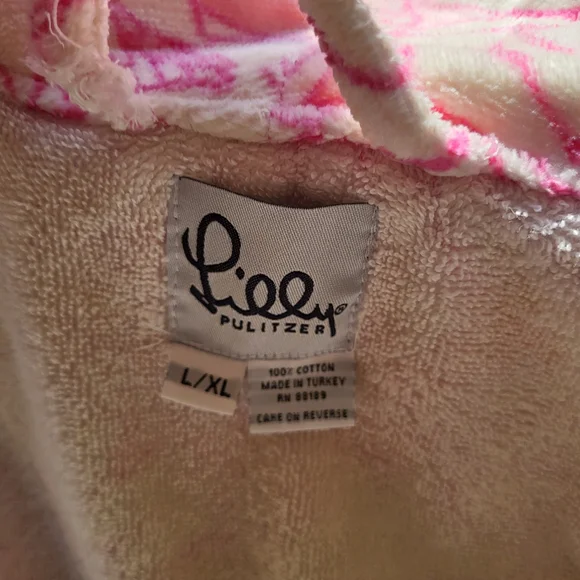 Lilly®
PULITZER
L/XL
100% COTTON
MADE IN TURKEY
RN 88189
CARE ON REVERSE